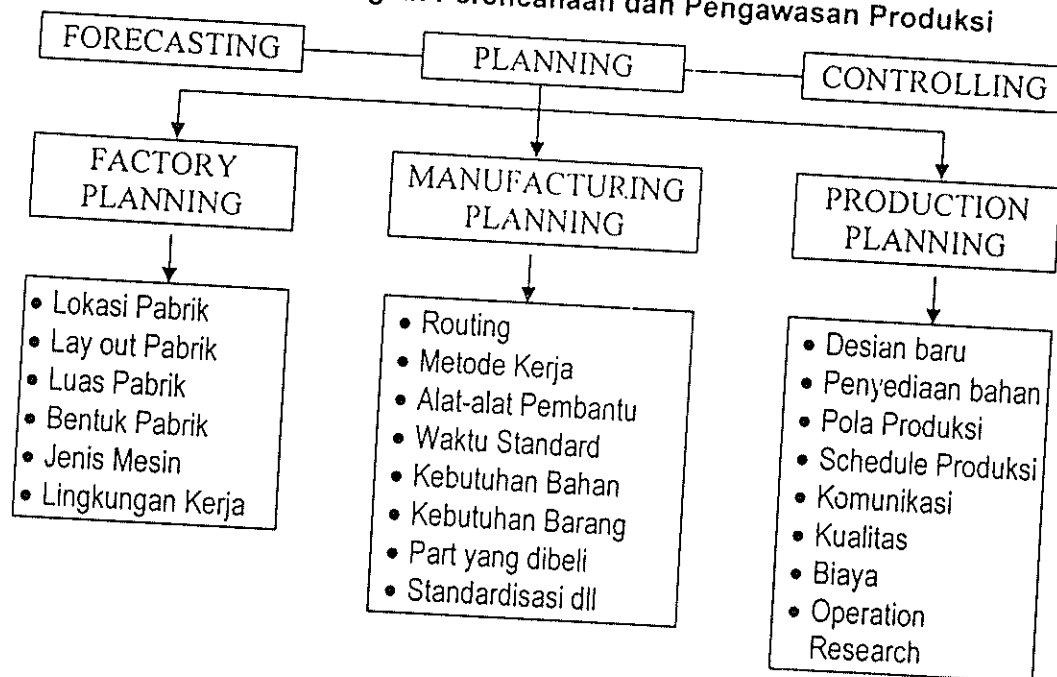 Perencanaan dan Pengawasan Produksi
FORECASTING
PLANNING
CONTROLLING
FACTORY
PLANNING
MANUFACTURING
PLANNING
PRODUCTION
PLANNING
• Lokasi Pabrik
• Lay out Pabrik
• Luas Pabrik
• Bentuk Pabrik
• Jenis Mesin
• Lingkungan Kerja
• Routing
• Metode Kerja
• Alat-alat Pembantu
• Waktu Standard
• Kebutuhan Bahan
• Kebutuhan Barang
• Part yang dibeli
• Standardisasi dll
• Desian baru
• Penyediaan bahan
• Pola Produksi
• Schedule Produksi
• Komunikasi
• Kualitas
• Biaya
• Operation
Research